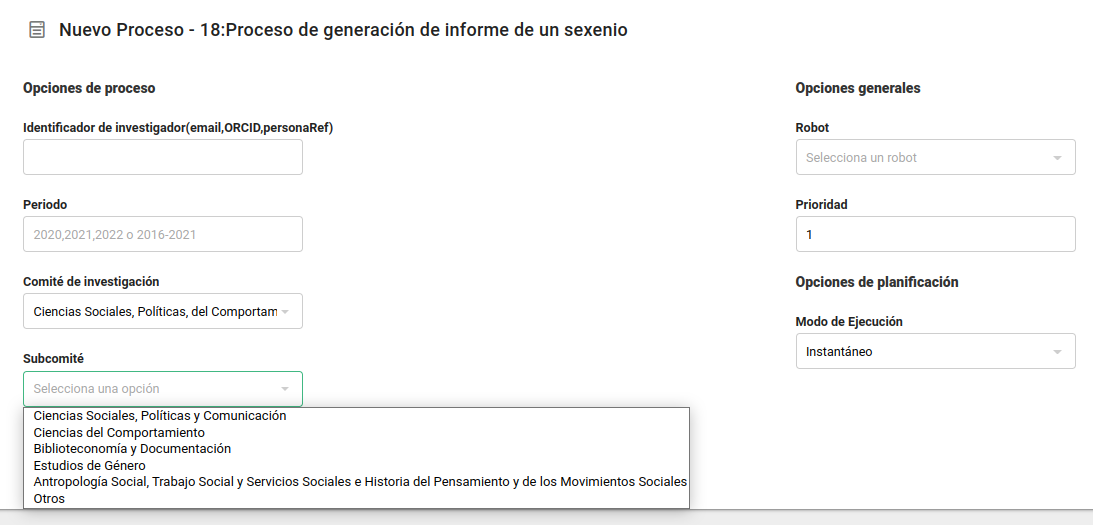 Nuevo Proceso - 18:Proceso de generación de informe de un sexenio
Opciones de proceso
Identificador de investigador(email,ORCID,personaRef)
Periodo
2020,2021,2022 o 2016-2021
Comité de investigación
Ciencias Sociales, Políticas, del Comportam
Subcomité
Selecciona una opción
Ciencias Sociales, Políticas y Comunicación
Ciencias del Comportamiento
Biblioteconomía y Documentación
Estudios de Género
Antropología Social, Trabajo Social y Servicios Sociales e Historia del Pensamiento y de los Movimientos Sociales
Otros
Opciones generales
Robot
Selecciona un robot
Prioridad
1
Opciones de planificación
Modo de Ejecución
Instantáneo